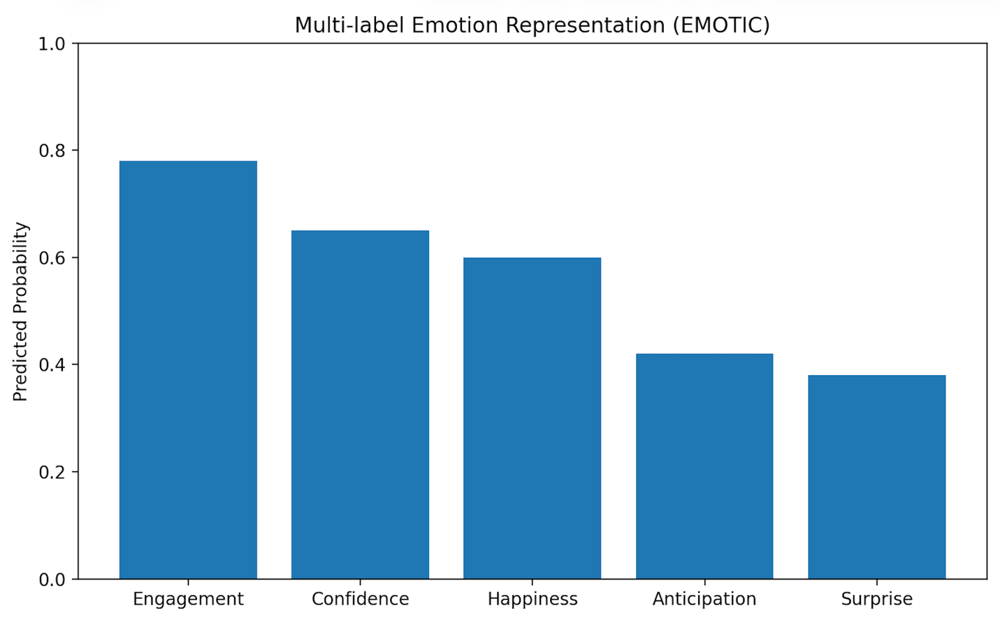 Multi-label Emotion Representation (EMOTIC)
Predicted Probability
1.0
0.8
0.6
0.4
0.2
0.0
Engagement Confidence Happiness Anticipation Surprise